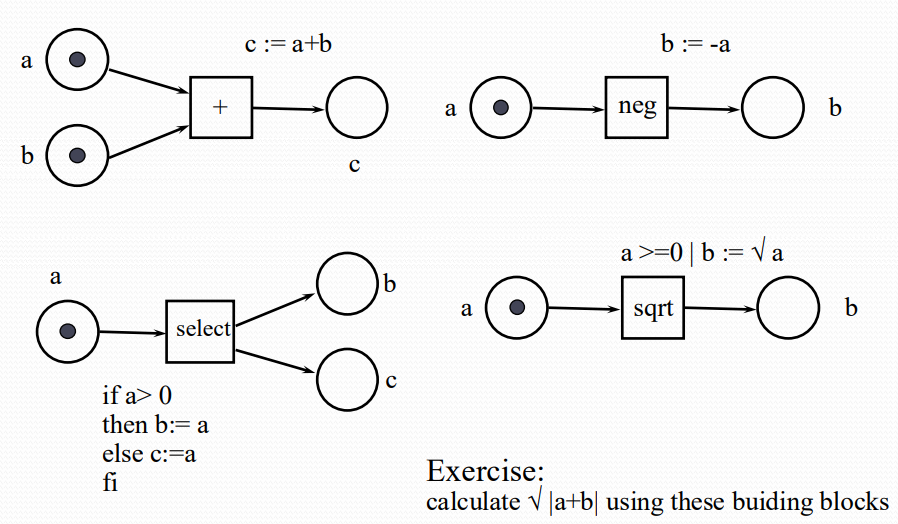 c := a+b
a
+
b
c
b := -a
a
neg
b
a
select
b
c
if a> 0
then b:= a
else c:=a
fi
a >=0 | b := √ a
a
sqrt
b
Exercise:
calculate √ |a+b| using these buiding blocks